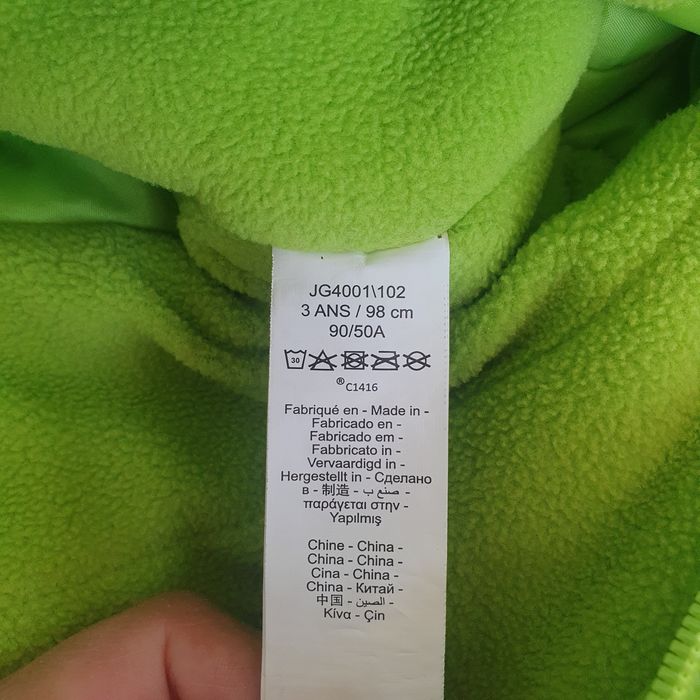 JG4001\102
3 ANS / 98 cm
90/50A
30
®C1416
Fabriqué en - Made in -
Fabricado en -
Fabricado em -
Fabbricato in -
Vervaardigd in -
Hergestellt in - Сделано
в - 制造 - صنع ب -
παράγεται στην -
Yapılmış
Chine - China -
China - China -
Cina - China -
China - Китай -
中国 - الصين -
Κίνα - Çin